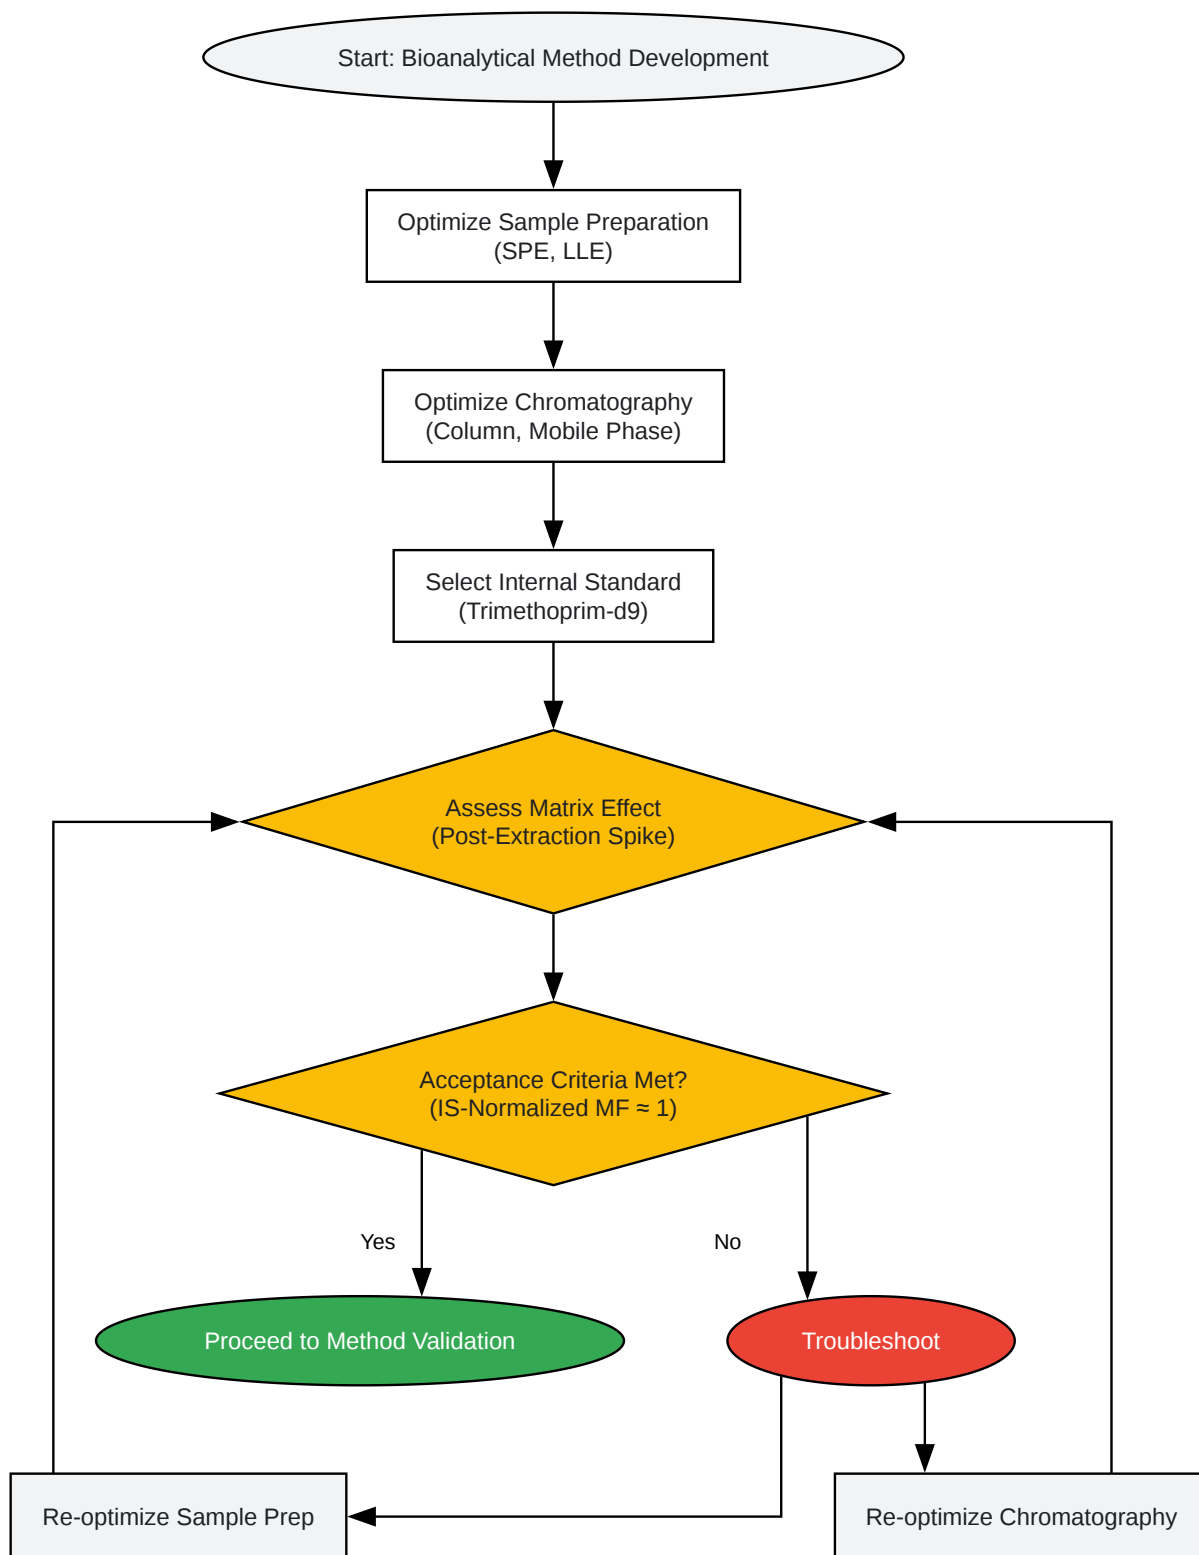 Start: Bioanalytical Method Development
Optimize Sample Preparation
(SPE, LLE)
Optimize Chromatography
(Column, Mobile Phase)
Select Internal Standard
(Trimethoprim-d9)
Assess Matrix Effect
(Post-Extraction Spike)
Acceptance Criteria Met?
(IS-Normalized MF ≈ 1)
Yes
No
Proceed to Method Validation
Troubleshoot
Re-optimize Sample Prep
Re-optimize Chromatography